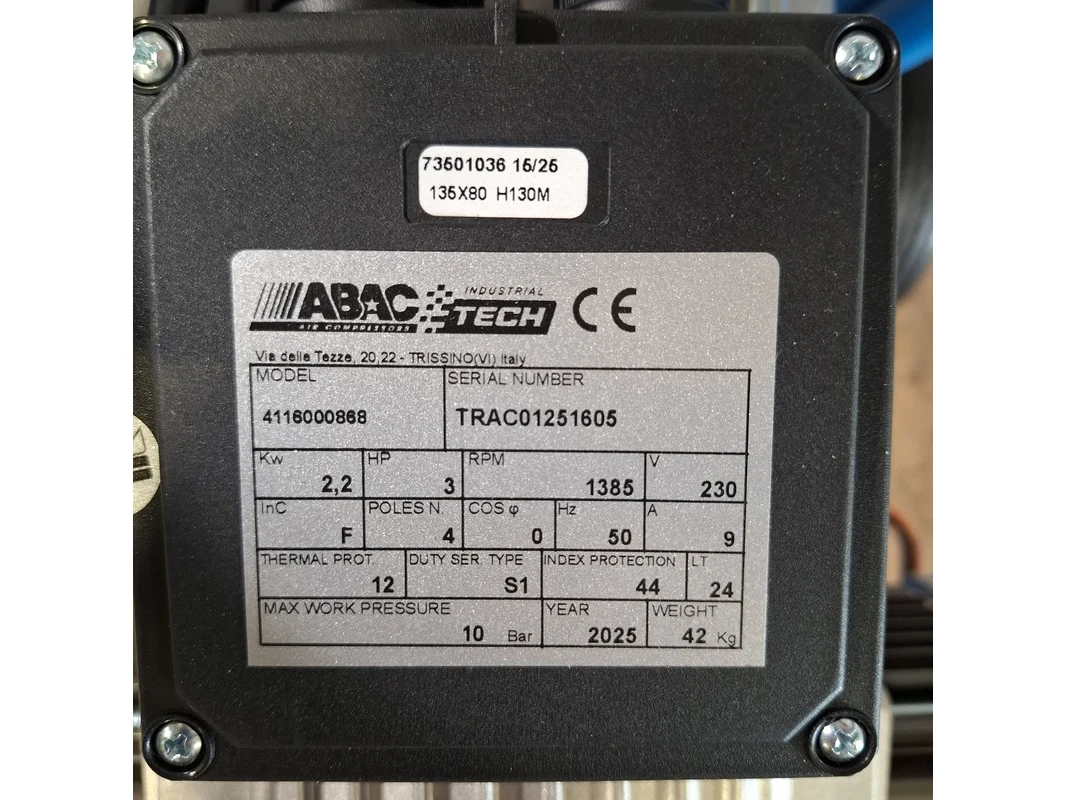 73501036 15/25
135X80 H130M
ABAC INDUSTRIAL TECH CE
AIR COMPRESSORS
Via delle Tezze, 20,22 - TRISSINO(VI) Italy
MODEL SERIAL NUMBER
4116000868 TRAC01251605
Kw HP RPM V
2,2 3 1385 230
InC POLES N. COS φ Hz A
F 4 0 50 9
THERMAL PROT. DUTY SER. TYPE INDEX PROTECTION LT
12 S1 44 24
MAX WORK PRESSURE YEAR WEIGHT
10 Bar 2025 42 Kg